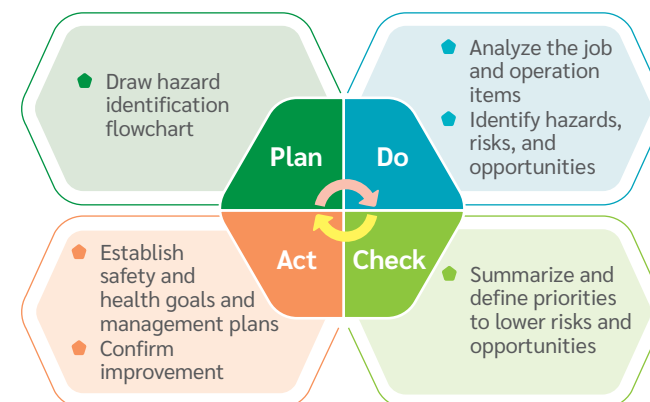 Draw hazard
identification
flowchart
Analyze the job
and operation
items
Identify hazards,
risks, and
opportunities
Plan
Do
Act
Check
Establish
safety and
health goals and
management plans
Confirm
improvement
Summarize and
define priorities
to lower risks and
opportunities